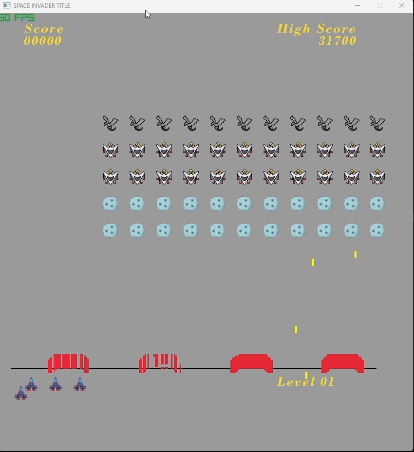 SPACE INVADER TITLE
60 FPS
Score
00000
High Score
31700
Level 01